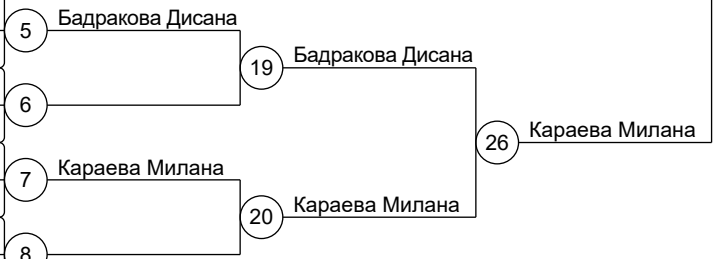 5 Бадракова Дисана
19 Бадракова Дисана
6
26 Караева Милана
7 Караева Милана
20 Караева Милана
8